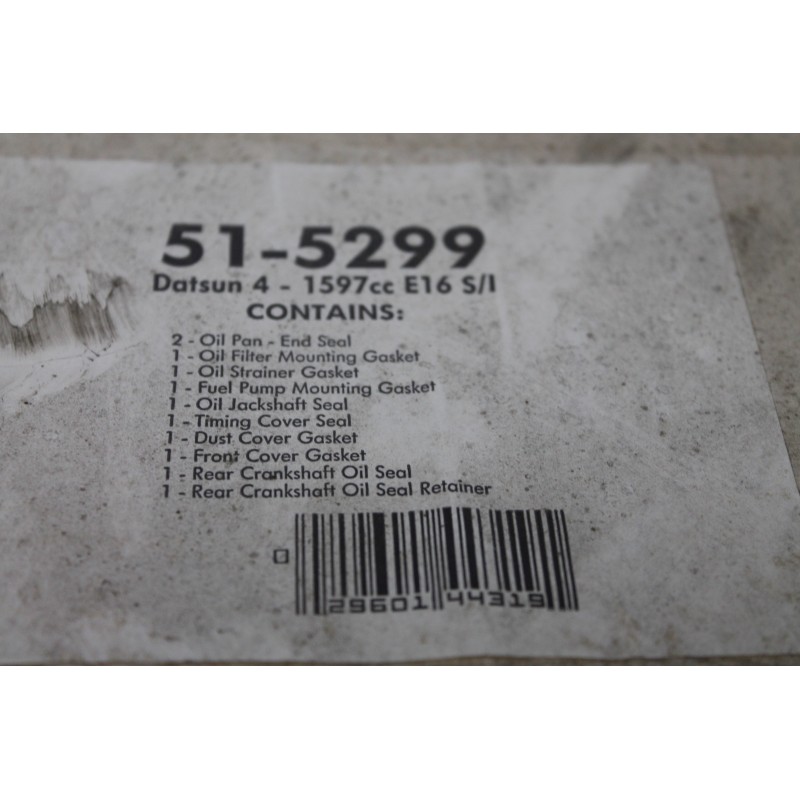 51-5299
Datsun 4 - 1597cc E16 S/I
CONTAINS:
2 - Oil Pan - End Seal
1 - Oil Filter Mounting Gasket
1 - Oil Strainer Gasket
1 - Fuel Pump Mounting Gasket
1 - Oil Jackshaft Seal
1 - Timing Cover Seal
1 - Dust Cover Gasket
1 - Front Cover Gasket
1 - Rear Crankshaft Oil Seal
1 - Rear Crankshaft Oil Seal Retainer
0 29601 44319